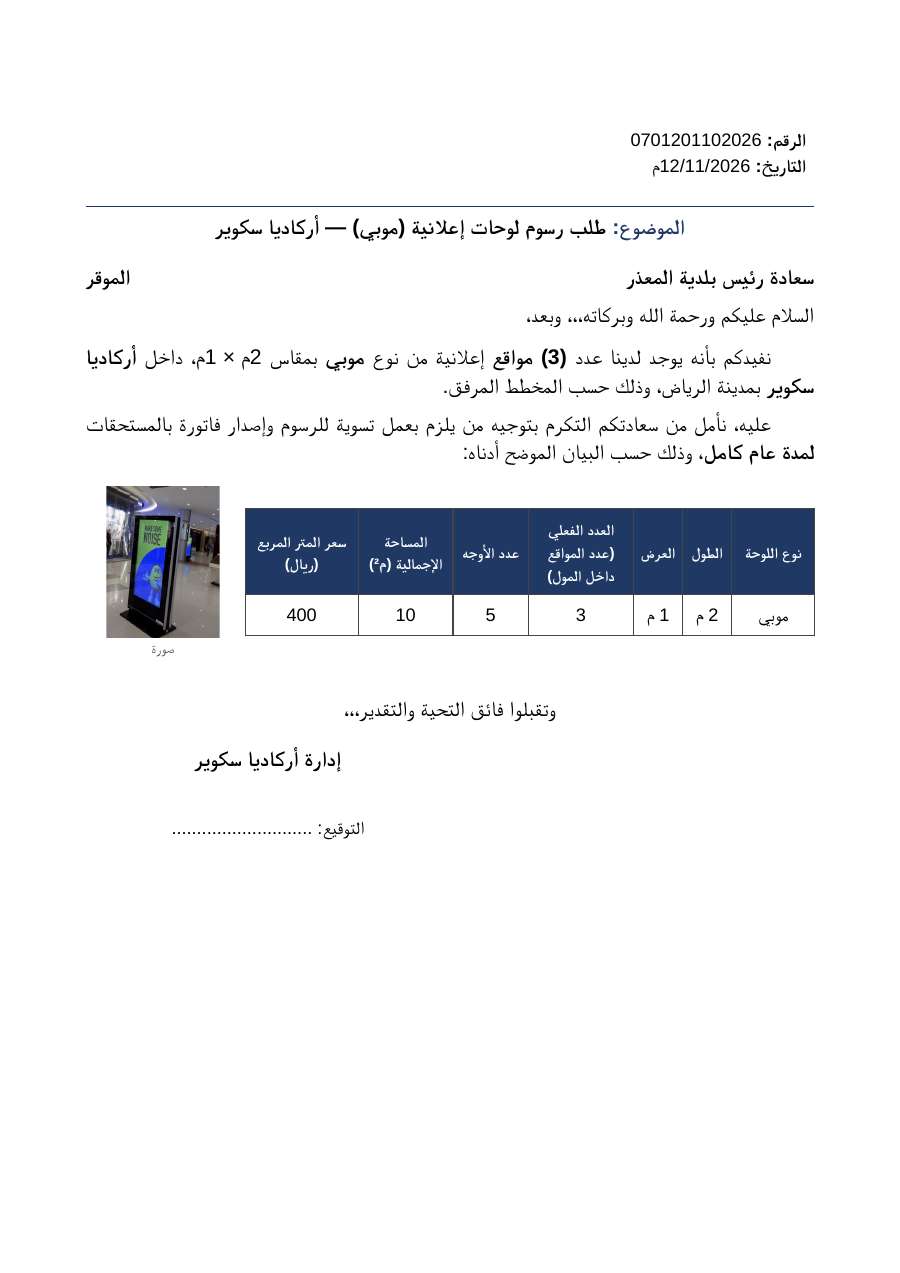 الرقم: 0701201102026
التاريخ: 12/11/2026م
الموضوع: طلب رسوم لوحات إعلانية (موبي) — أركاديا سكوير
سعادة رئيس بلدية المعذر الموقر
السلام عليكم ورحمة الله وبركاته،،، وبعد،
نفيدكم بأنه يوجد لدينا عدد (3) مواقع إعلانية من نوع موبي بمقاس 2م × 1م، داخل أركاديا
سكوير بمدينة الرياض، وذلك حسب المخطط المرفق.
عليه، نأمل من سعادتكم التكرم بتوجيه من يلزم بعمل تسوية للرسوم وإصدار فاتورة بالمستحقات
لمدة عام كامل، وذلك حسب البيان الموضح أدناه:
نوع اللوحة الطول العرض العدد الفعلي (عدد المواقع داخل المول) عدد الأوجه المساحة الإجمالية (م²) سعر المتر المربع (ريال)
موبي 2 م 1 م 3 5 10 400
NOISE
صورة
وتقبلوا فائق التحية والتقدير،،،
إدارة أركاديا سكوير
التوقيع: ............................